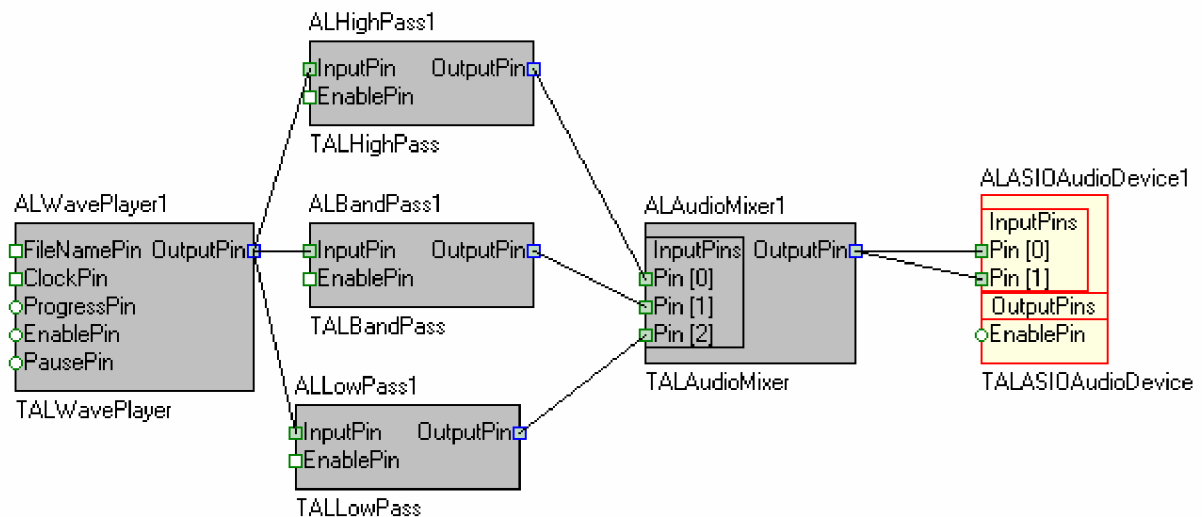 ALHighPass1
InputPin OutputPin
EnablePin
TALHighPass
ALWavePlayer1
FileNamePin OutputPin
ClockPin
ProgressPin
EnablePin
PausePin
TALWavePlayer
ALBandPass1
InputPin OutputPin
EnablePin
TALBandPass
ALLowPass1
InputPin OutputPin
EnablePin
TALLowPass
ALAudioMixer1
InputPins OutputPin
Pin [0]
Pin [1]
Pin [2]
TALAudioMixer
ALASIOAudioDevice1
InputPins
Pin [0]
Pin [1]
OutputPins
EnablePin
TALASIOAudioDevice